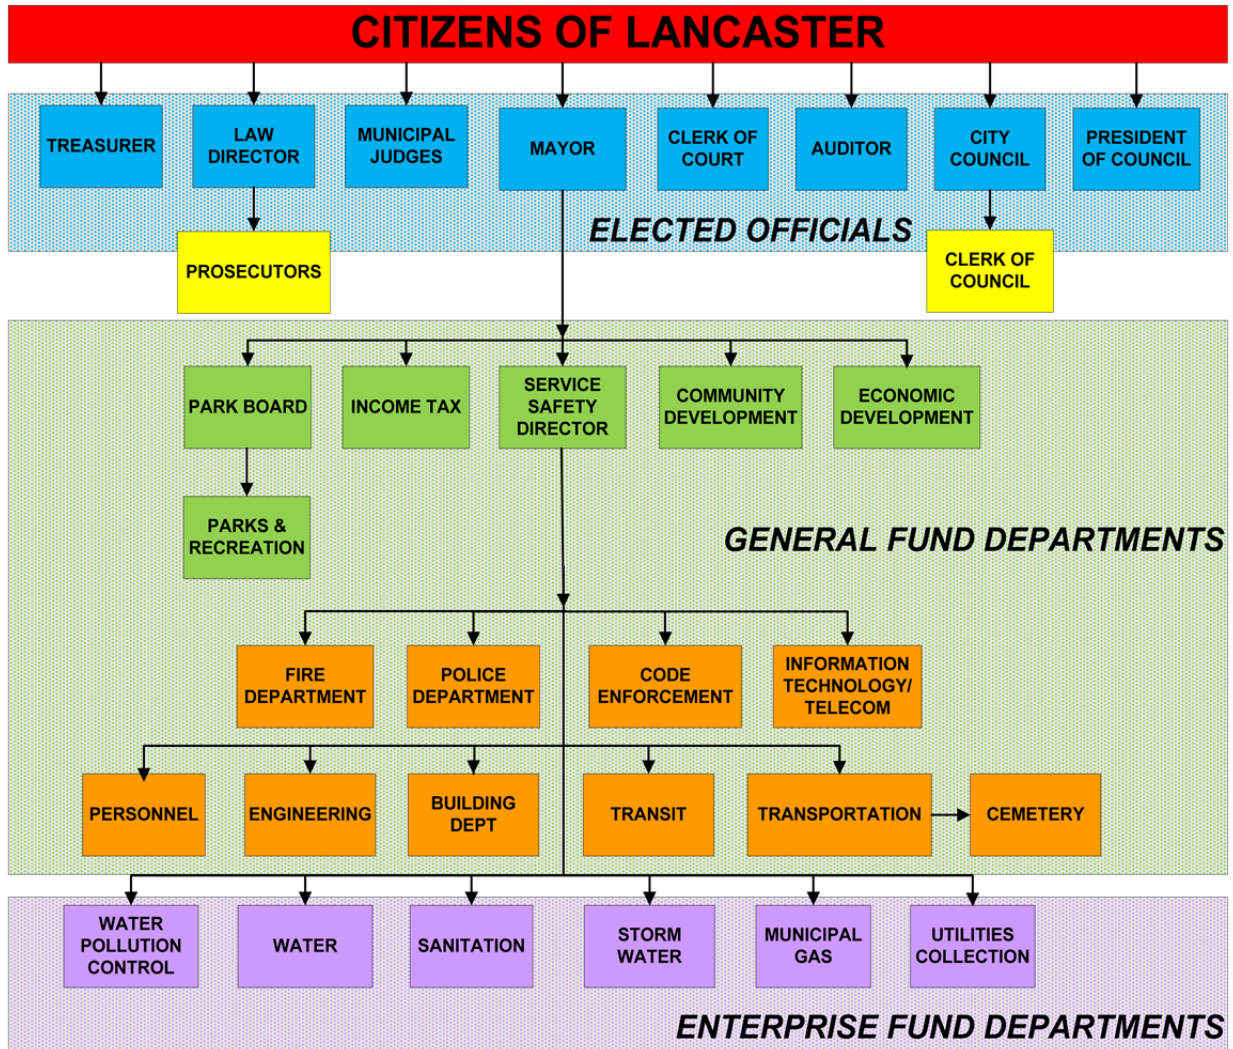 CITIZENS OF LANCASTER
TREASURER
LAW
DIRECTOR
MUNICIPAL
JUDGES
MAYOR
CLERK OF
COURT
AUDITOR
CITY
COUNCIL
PRESIDENT
OF COUNCIL
ELECTED OFFICIALS
PROSECUTORS
CLERK OF
COUNCIL
PARK BOARD
INCOME TAX
SERVICE
SAFETY
DIRECTOR
COMMUNITY
DEVELOPMENT
ECONOMIC
DEVELOPMENT
PARKS &
RECREATION
GENERAL FUND DEPARTMENTS
FIRE
DEPARTMENT
POLICE
DEPARTMENT
CODE
ENFORCEMENT
INFORMATION
TECHNOLOGY/
TELECOM
PERSONNEL
ENGINEERING
BUILDING
DEPT
TRANSIT
TRANSPORTATION
CEMETERY
WATER
POLLUTION
CONTROL
WATER
SANITATION
STORM
WATER
MUNICIPAL
GAS
UTILITIES
COLLECTION
ENTERPRISE FUND DEPARTMENTS